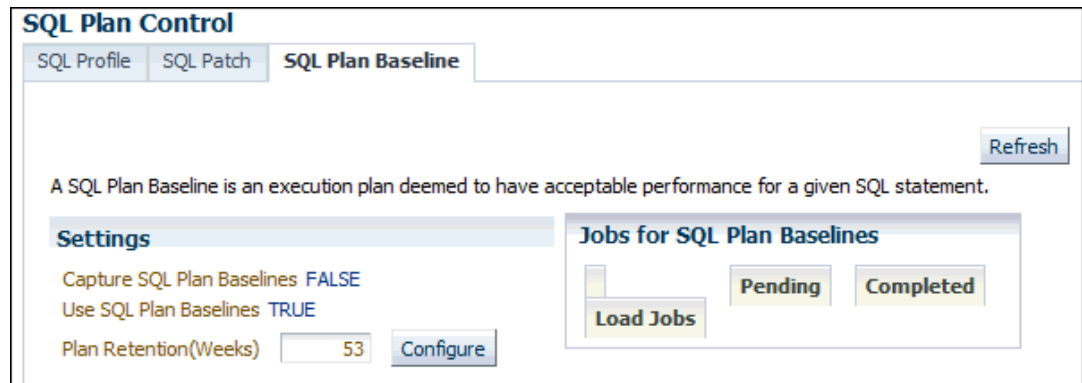 SQL Plan Control
SQL Profile SQL Patch SQL Plan Baseline
Refresh
A SQL Plan Baseline is an execution plan deemed to have acceptable performance for a given SQL statement.
Settings
Capture SQL Plan Baselines FALSE
Use SQL Plan Baselines TRUE
Plan Retention(Weeks) 53 Configure
Jobs for SQL Plan Baselines
Pending Completed
Load Jobs